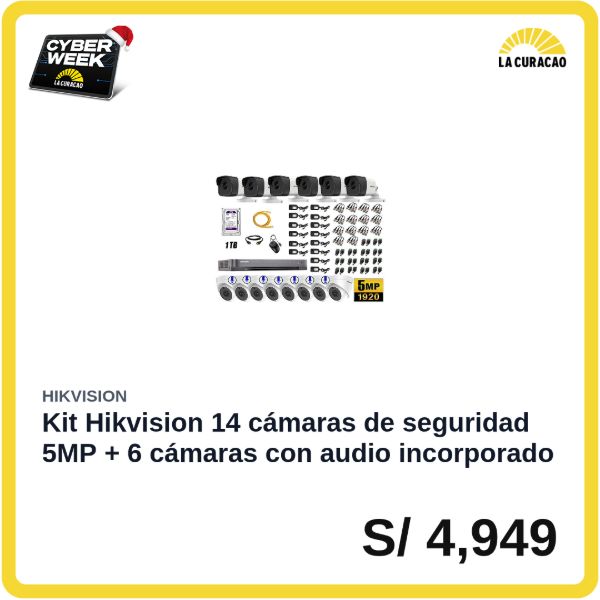 CYBER
WEEK
LA CURACAO
LA CURACAO
1TB
5MP
1920
HIKVISION
Kit Hikvision 14 cámaras de seguridad
5MP + 6 cámaras con audio incorporado
S/ 4,949